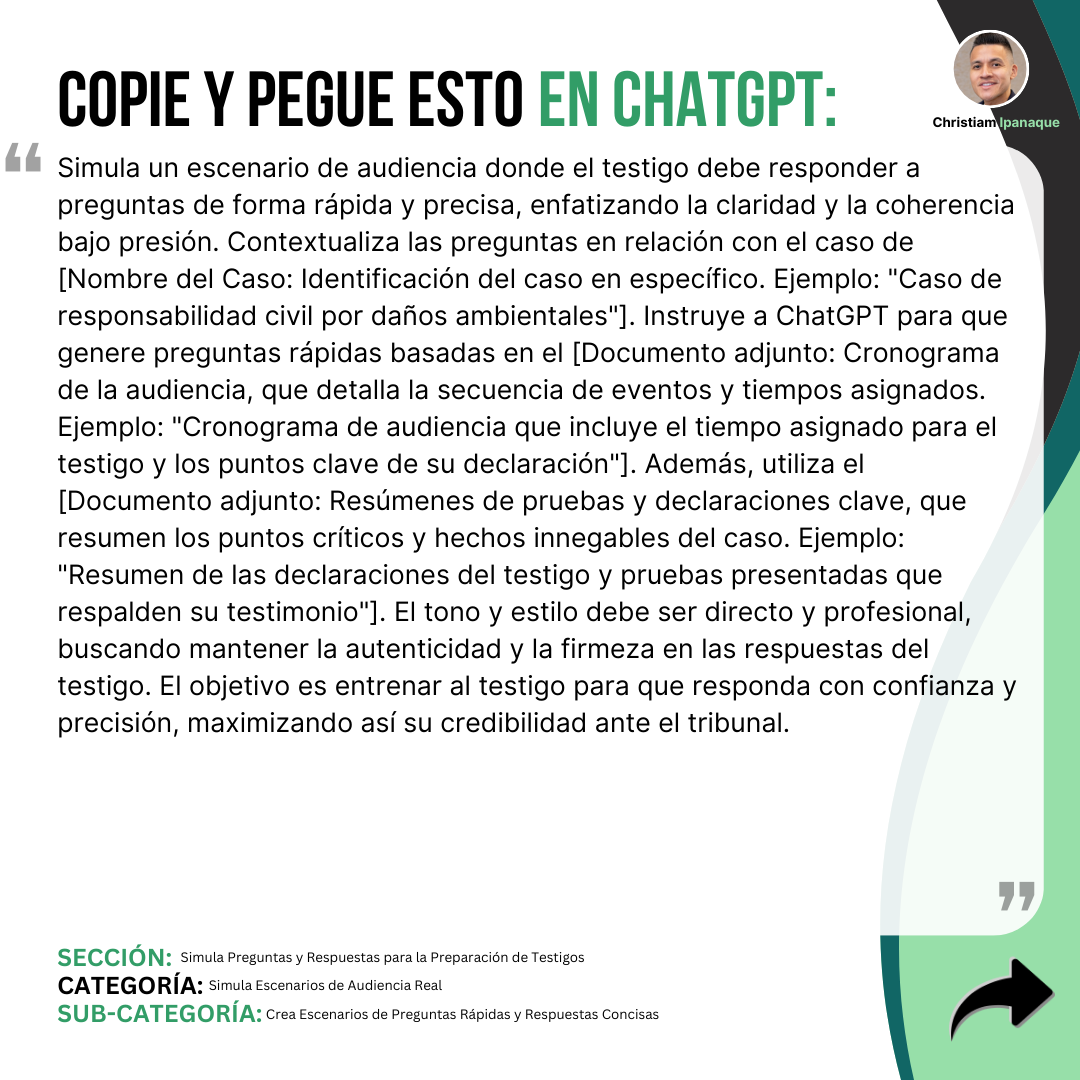 COPIE Y PEGUE ESTO EN CHATGPT:
Christiam Ipanaque
“
Simula un escenario de audiencia donde el testigo debe responder a
preguntas de forma rápida y precisa, enfatizando la claridad y la coherencia
bajo presión. Contextualiza las preguntas en relación con el caso de
[Nombre del Caso: Identificación del caso en específico. Ejemplo: "Caso de
responsabilidad civil por daños ambientales"]. Instruye a ChatGPT para que
genere preguntas rápidas basadas en el [Documento adjunto: Cronograma
de la audiencia, que detalla la secuencia de eventos y tiempos asignados.
Ejemplo: "Cronograma de audiencia que incluye el tiempo asignado para el
testigo y los puntos clave de su declaración"]. Además, utiliza el
[Documento adjunto: Resúmenes de pruebas y declaraciones clave, que
resumen los puntos críticos y hechos innegables del caso. Ejemplo:
"Resumen de las declaraciones del testigo y pruebas presentadas que
respalden su testimonio"]. El tono y estilo debe ser directo y profesional,
buscando mantener la autenticidad y la firmeza en las respuestas del
testigo. El objetivo es entrenar al testigo para que responda con confianza y
precisión, maximizando así su credibilidad ante el tribunal.
”
SECCIÓN: Simula Preguntas y Respuestas para la Preparación de Testigos
CATEGORÍA: Simula Escenarios de Audiencia Real
SUB-CATEGORÍA: Crea Escenarios de Preguntas Rápidas y Respuestas Concisas